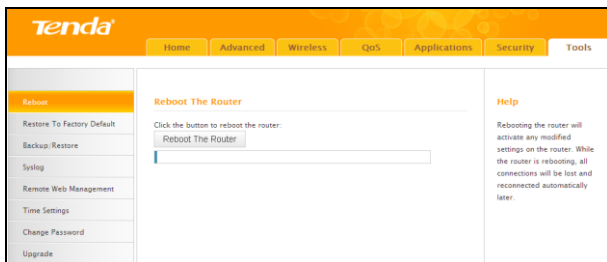 Tenda
Home Advanced Wireless QoS Applications Security Tools
Reboot
Restore To Factory Default
Backup/Restore
Syslog
Remote Web Management
Time Settings
Change Password
Upgrade
Reboot The Router
Click the button to reboot the router:
Reboot The Router
Help
Rebooting the router will
activate any modified
settings on the router. While
the router is rebooting, all
connections will be lost and
reconnected automatically
later.